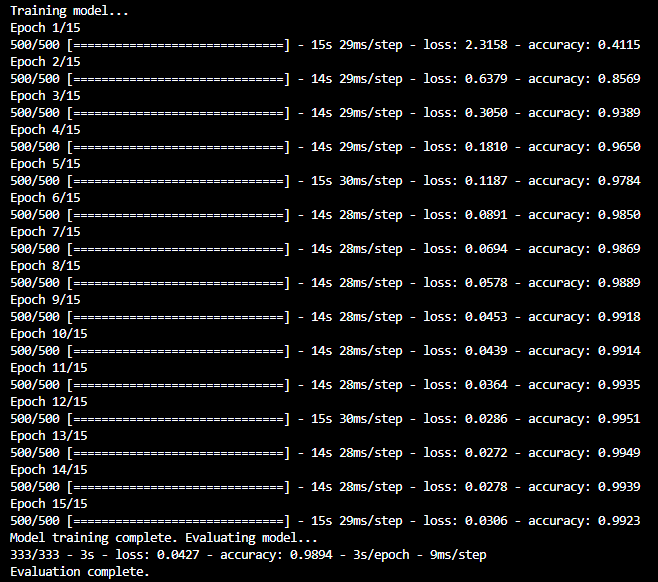 Training model...
Epoch 1/15
500/500 [==============================] - 15s 29ms/step - loss: 2.3158 - accuracy: 0.4115
Epoch 2/15
500/500 [==============================] - 14s 29ms/step - loss: 0.6379 - accuracy: 0.8569
Epoch 3/15
500/500 [==============================] - 14s 29ms/step - loss: 0.3050 - accuracy: 0.9389
Epoch 4/15
500/500 [==============================] - 14s 29ms/step - loss: 0.1810 - accuracy: 0.9650
Epoch 5/15
500/500 [==============================] - 15s 30ms/step - loss: 0.1187 - accuracy: 0.9784
Epoch 6/15
500/500 [==============================] - 14s 28ms/step - loss: 0.0891 - accuracy: 0.9850
Epoch 7/15
500/500 [==============================] - 14s 28ms/step - loss: 0.0694 - accuracy: 0.9869
Epoch 8/15
500/500 [==============================] - 14s 28ms/step - loss: 0.0578 - accuracy: 0.9889
Epoch 9/15
500/500 [==============================] - 14s 28ms/step - loss: 0.0453 - accuracy: 0.9918
Epoch 10/15
500/500 [==============================] - 14s 28ms/step - loss: 0.0439 - accuracy: 0.9914
Epoch 11/15
500/500 [==============================] - 14s 28ms/step - loss: 0.0364 - accuracy: 0.9935
Epoch 12/15
500/500 [==============================] - 15s 30ms/step - loss: 0.0286 - accuracy: 0.9951
Epoch 13/15
500/500 [==============================] - 14s 28ms/step - loss: 0.0272 - accuracy: 0.9949
Epoch 14/15
500/500 [==============================] - 14s 28ms/step - loss: 0.0278 - accuracy: 0.9939
Epoch 15/15
500/500 [==============================] - 15s 29ms/step - loss: 0.0306 - accuracy: 0.9923
Model training complete. Evaluating model...
333/333 - 3s - loss: 0.0427 - accuracy: 0.9894 - 3s/epoch - 9ms/step
Evaluation complete.